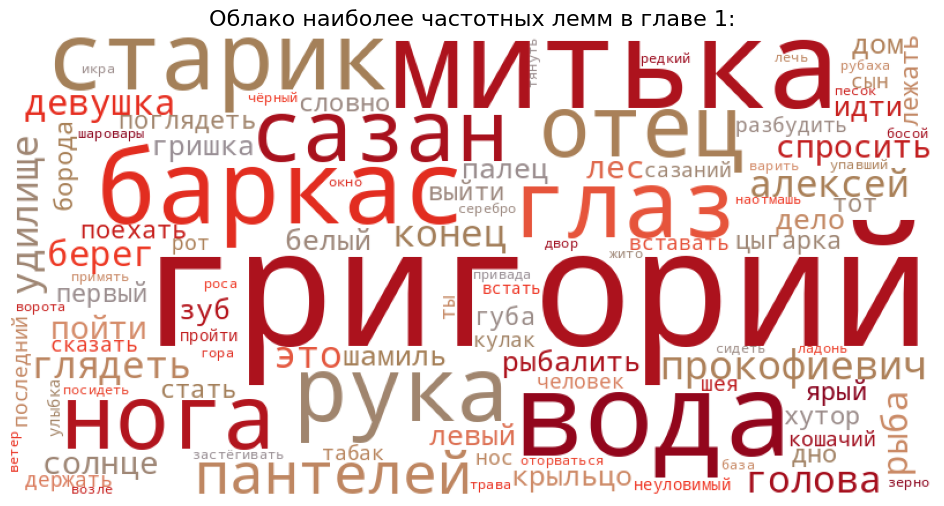 Облако наиболее частотных лемм в главе 1:
старик
митька
икра
тянуть
редкий
лечь
дом
рубаха
сын
лежать
девушка
чёрный
словно
поглядеть
шаровары
сазан
отец
песок
идти
босой
разбудить
спросить
борода
гришка
удилище
баркас
окно
палец
лес
сазаний
варить
упавший
выйти
глаз
алексей
серебро
наотмашь
тот
поехать
рот
белый
конец
двор
вставать
дело
цыгарка
берег
григорий
жито
примять
роса
привада
встать
первый
ворота
зуб
ты
губа
пойти
пройти
кулак
сказать
гора
последний
глядеть
это
шамиль
рыбалить
сидеть
ладонь
прокофиевич
улыбка
посидеть
стать
рука
человек
шея
ярый
нога
вода
хутор
рыба
левый
кошачий
ветер
солнце
застёгивать
табак
нос
оторваться
дно
держать
возле
пантелей
трава
крыльцо
база
неуловимый
голова
зерно